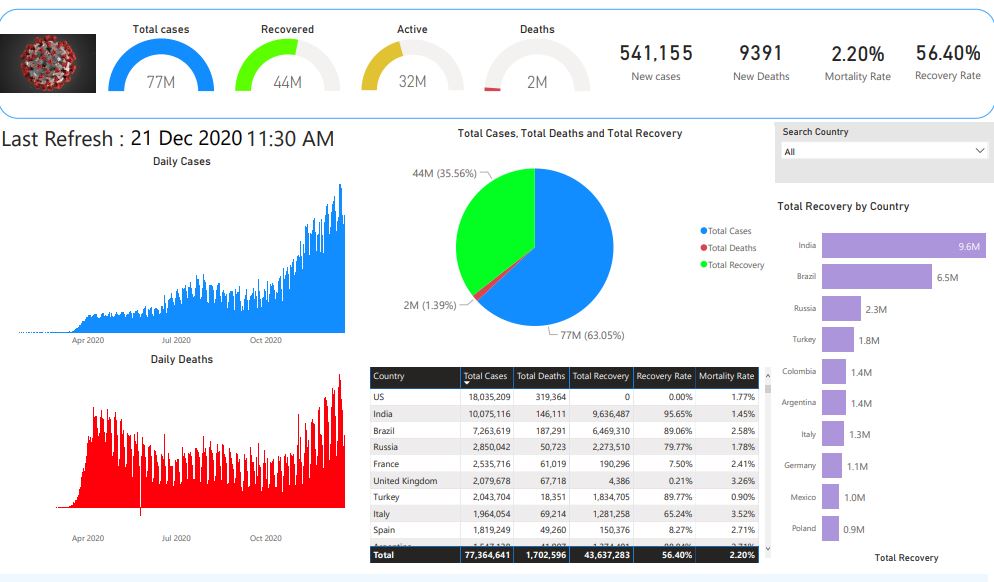 Total cases
77M
Recovered
44M
Active
32M
Deaths
2M
541,155
New cases
9391
New Deaths
2.20%
Mortality Rate
56.40%
Recovery Rate
Last Refresh : 21 Dec 2020 11:30 AM
Daily Cases
Apr 2020 Jul 2020 Oct 2020
Daily Deaths
Apr 2020 Jul 2020 Oct 2020
Total Cases, Total Deaths and Total Recovery
44M (35.56%)
2M (1.39%)
77M (63.05%)
Total Cases
Total Deaths
Total Recovery
Country Total Cases Total Deaths Total Recovery Recovery Rate Mortality Rate
US 18,035,209 319,364 0 0.00% 1.77%
India 10,075,116 146,111 9,636,487 95.65% 1.45%
Brazil 7,263,619 187,291 6,469,310 89.06% 2.58%
Russia 2,850,042 50,723 2,273,510 79.77% 1.78%
France 2,535,716 61,019 190,296 7.50% 2.41%
United Kingdom 2,079,678 67,718 4,386 0.21% 3.26%
Turkey 2,043,704 18,351 1,834,705 89.77% 0.90%
Italy 1,964,054 69,214 1,281,258 65.24% 3.52%
Spain 1,819,249 49,260 150,376 8.27% 2.71%
Total 77,364,641 1,702,596 43,637,283 56.40% 2.20%
Search Country
All
Total Recovery by Country
India 9.6M
Brazil 6.5M
Russia 2.3M
Turkey 1.8M
Colombia 1.4M
Argentina 1.4M
Italy 1.3M
Germany 1.1M
Mexico 1.0M
Poland 0.9M
Total Recovery